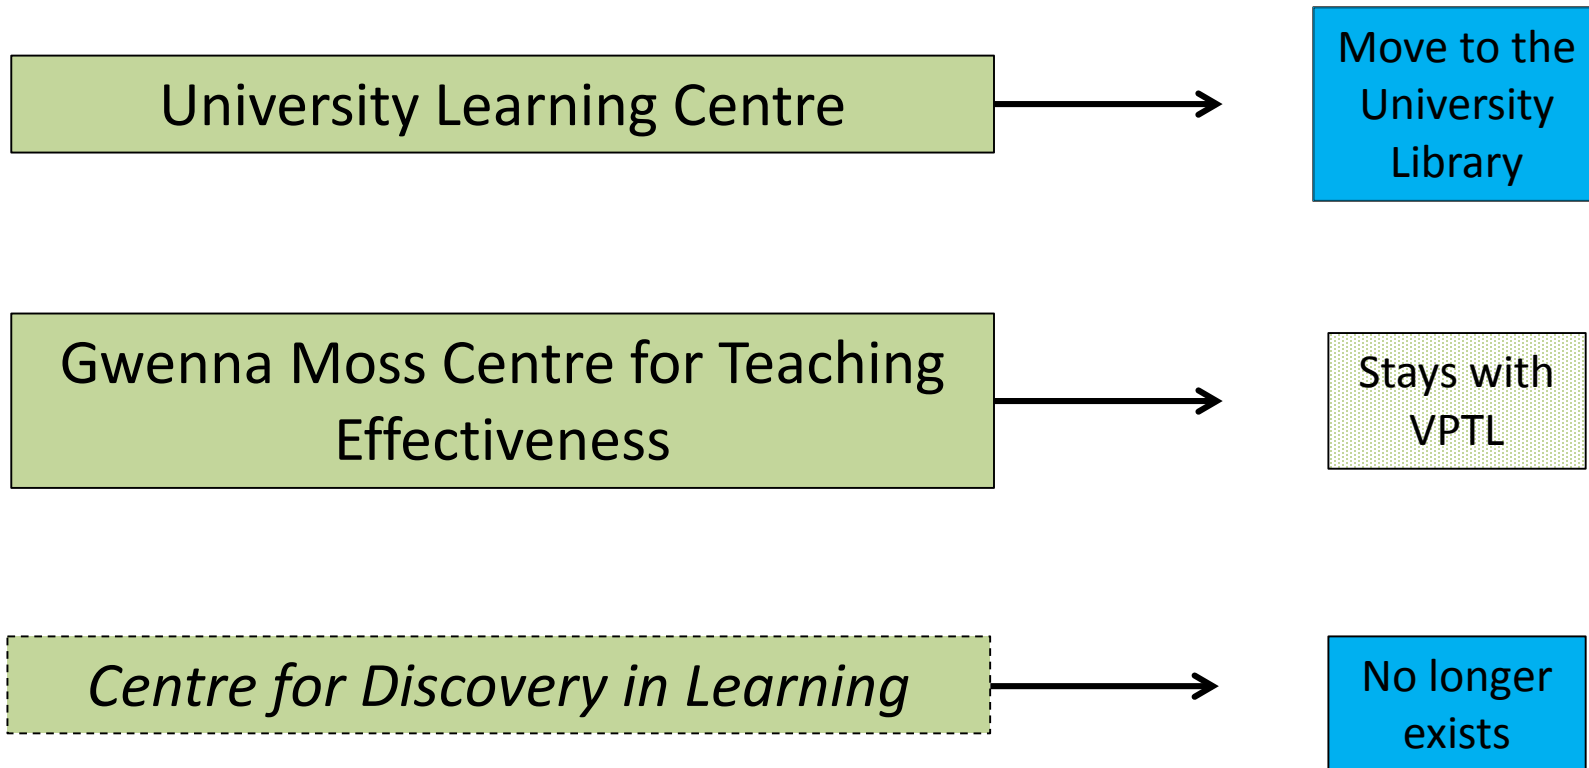 University Learning Centre
Move to the
University
Library
Gwenna Moss Centre for Teaching
Effectiveness
Stays with
VPTL
Centre for Discovery in Learning
No longer
exists